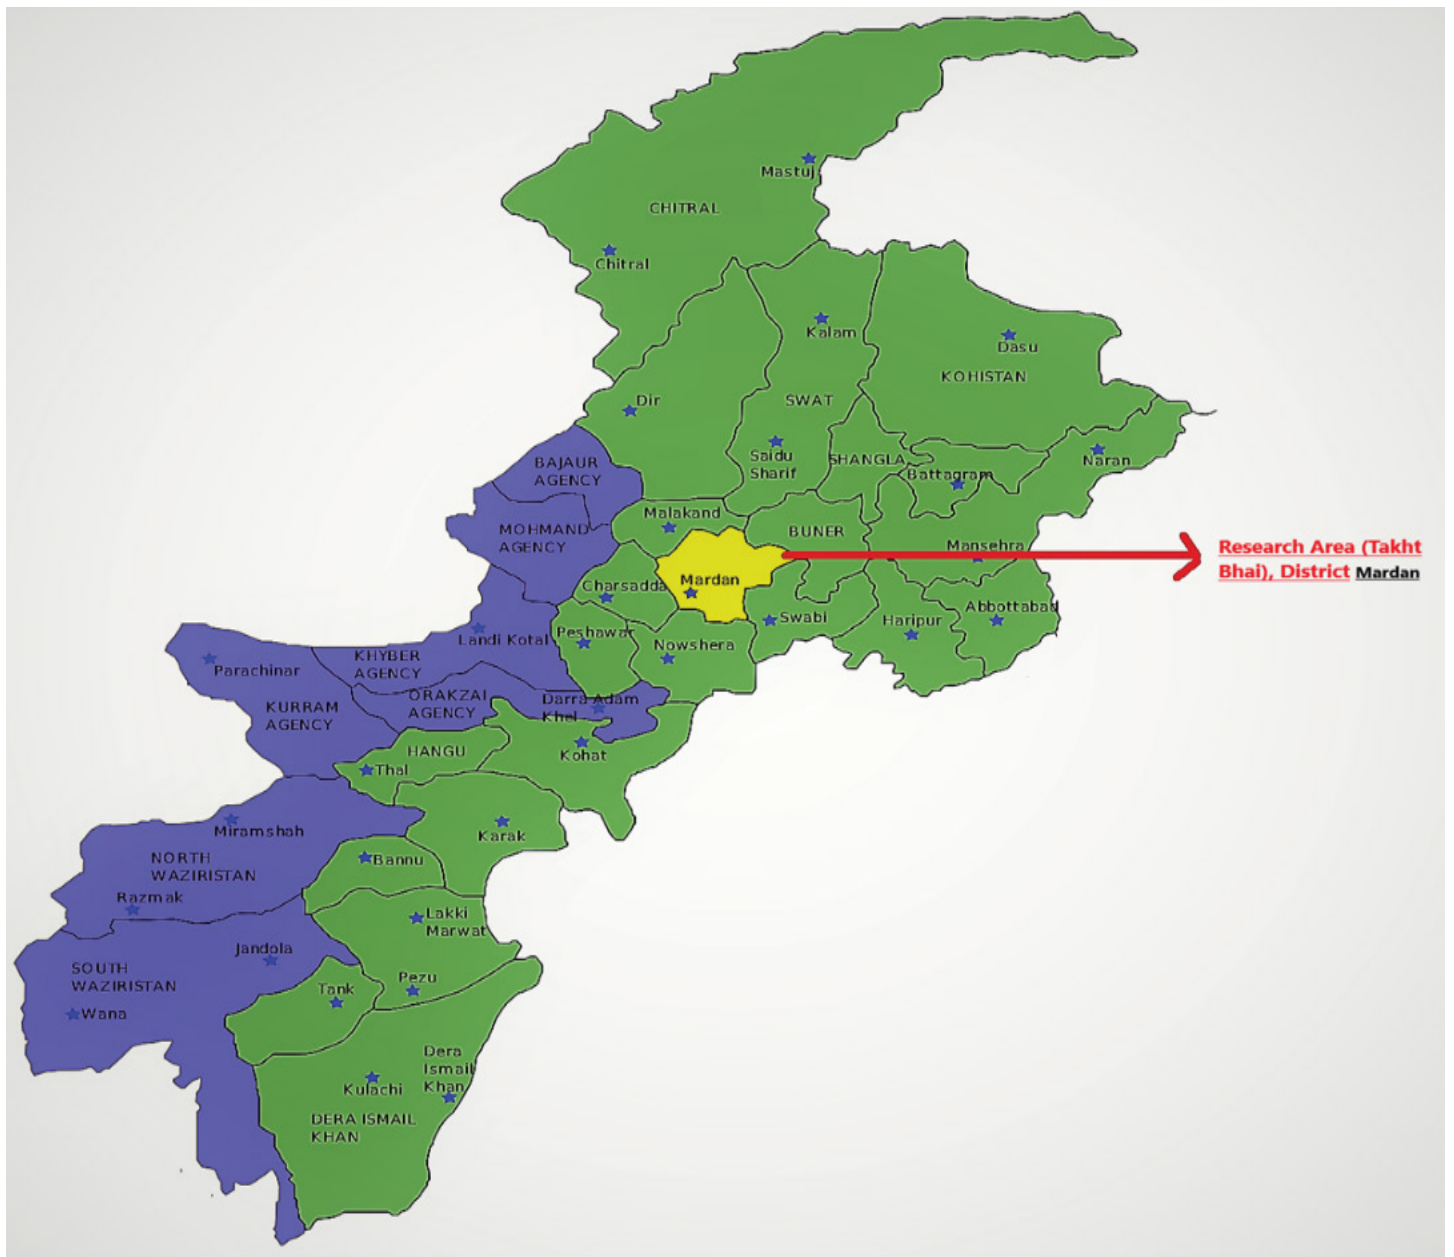 Mastuj
CHITRAL
Chitral
Kalam
Dasu
KOHISTAN
Dir
SWAT
Saidu
Sharif
SHANGLA
Naran
Battagram
BAJAUR
AGENCY
Malakand
MOHMAND
AGENCY
BUNER
Mansehra
Research Area (Takht
Bhai), District Mardan
Mardan
Charsadda
Abbottabad
Swabi
Haripur
Peshawar
Landi Kotal
Nowshera
KHYBER
AGENCY
Parachinar
ORAKZAI
AGENCY
Darra Adam
Khel
KURRAM
AGENCY
HANGU
Kohat
Thal
Miramshah
Karak
NORTH
WAZIRISTAN
Bannu
Razmak
Lakki
Marwat
Jandola
SOUTH
WAZIRISTAN
Pezu
Tank
Wana
Dera
Ismail
Khan
Kulachi
DERA ISMAIL
KHAN